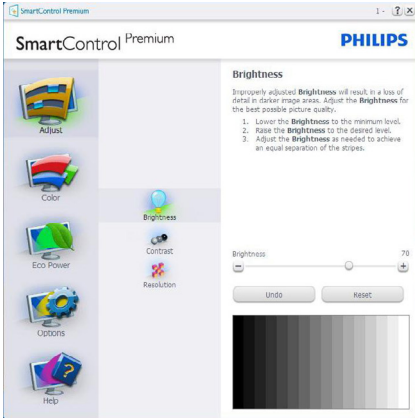 SmartControl Premium
1 - ? X
SmartControl Premium
PHILIPS
Adjust
Color
Eco Power
Options
Help
Brightness
Contrast
Resolution
Brightness
Improperly adjusted Brightness will result in a loss of
detail in darker image areas. Adjust the Brightness for
the best possible picture quality.
1. Lower the Brightness to the minimum level.
2. Raise the Brightness to the desired level.
3. Adjust the Brightness as needed to achieve
an equal separation of the stripes.
Brightness 70
Undo Reset